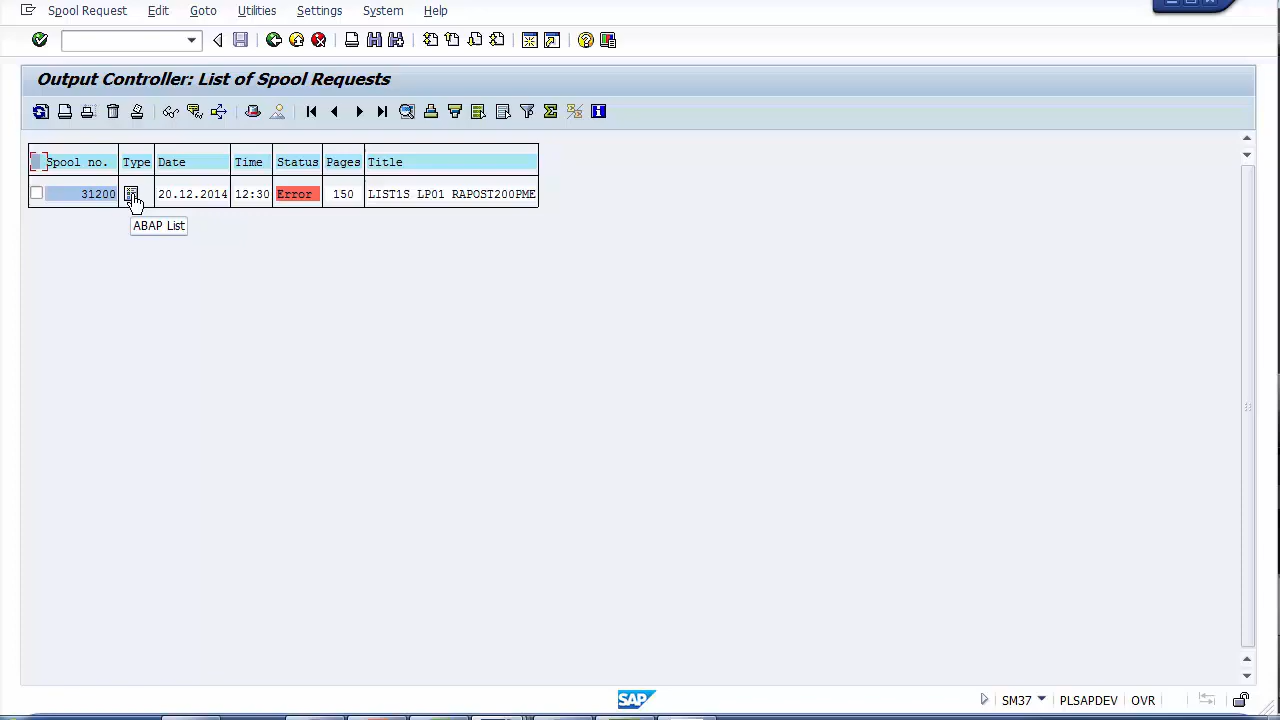 Spool Request Edit Goto Utilities Settings System Help
Output Controller: List of Spool Requests
Spool no. Type Date Time Status Pages Title
31200 20.12.2014 12:30 Error 150 LIST1S LP01 RAPOST200PME
ABAP List
SAP SM37 PLSAPDEV OVR